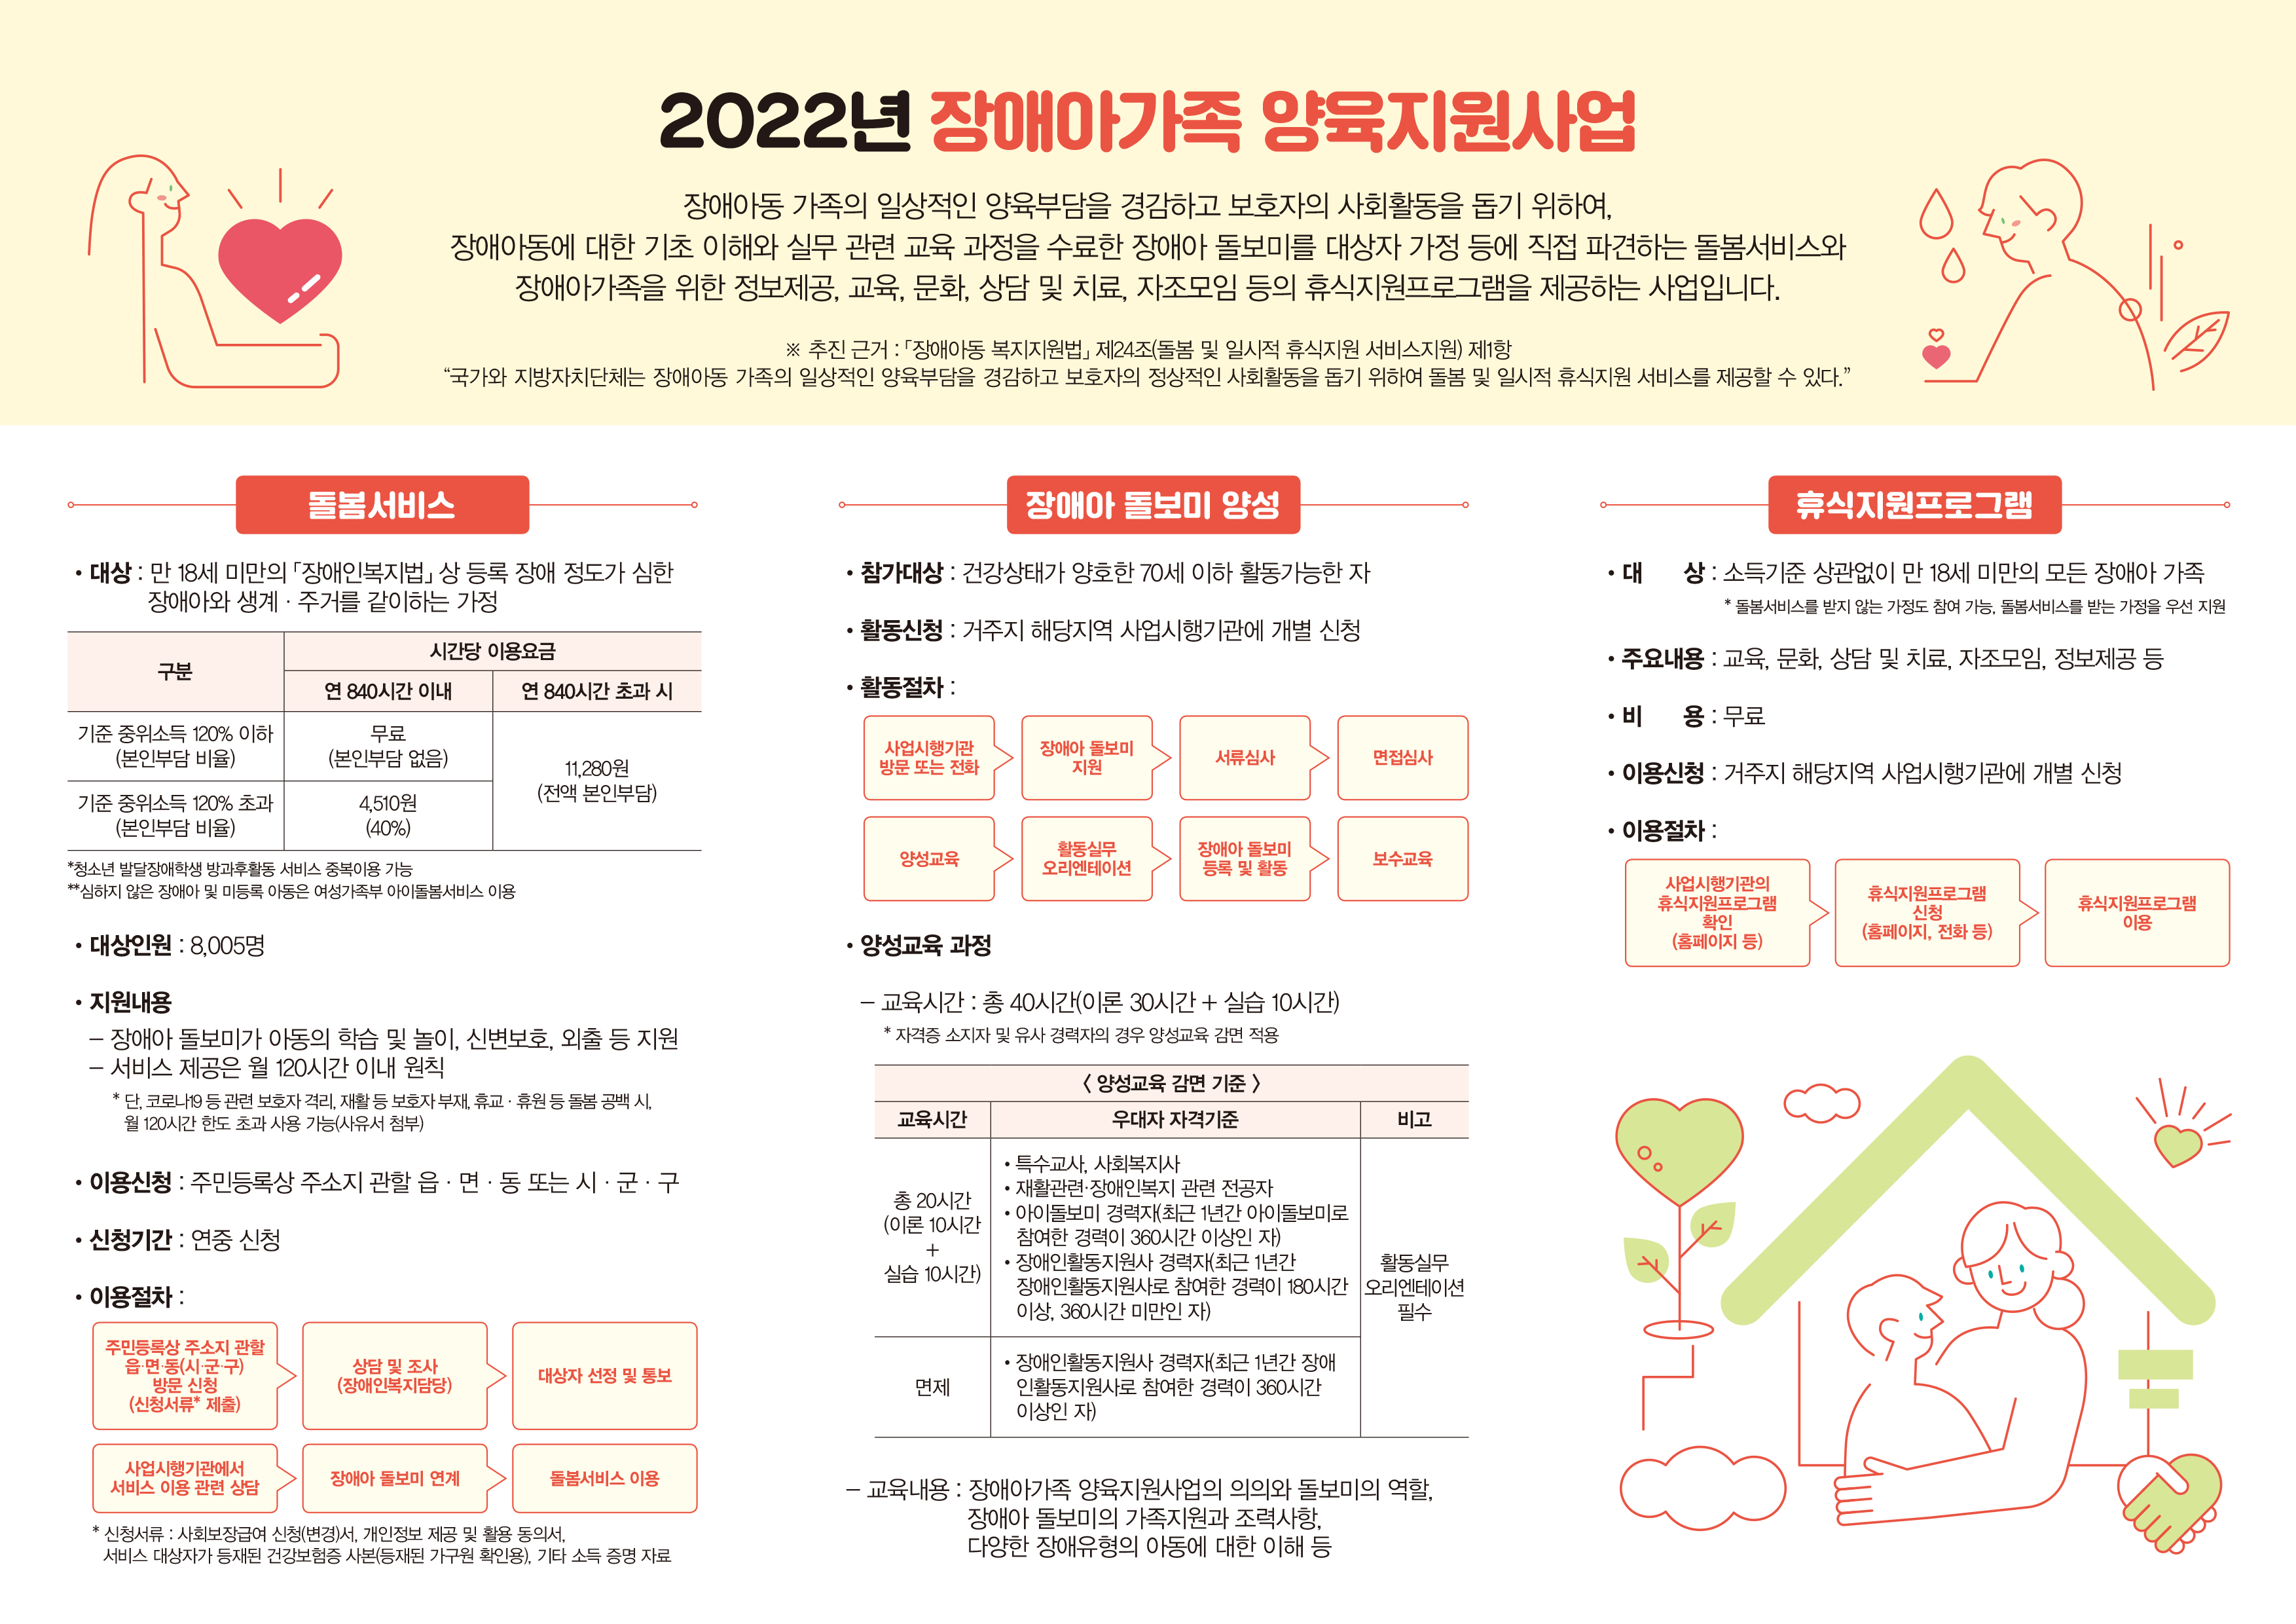 2022년 장애아가족 양육지원사업
장애아동 가족의 일상적인 양육부담을 경감하고 보호자의 사회활동을 돕기 위하여,
장애아동에 대한 기초 이해와 실무 관련 교육 과정을 수료한 장애아 돌보미를 대상자 가정 등에 직접 파견하는 돌봄서비스와
장애아가족을 위한 정보제공, 교육, 문화, 상담 및 치료, 자조모임 등의 휴식지원프로그램을 제공하는 사업입니다.
※ 추진 근거 : 「장애아동 복지지원법」 제24조(돌봄 및 일시적 휴식지원 서비스지원) 제1항
“국가와 지방자치단체는 장애아동 가족의 일상적인 양육부담을 경감하고 보호자의 정상적인 사회활동을 돕기 위하여 돌봄 및 일시적 휴식지원 서비스를 제공할 수 있다.”
돌봄서비스
• 대상 : 만 18세 미만의 「장애인복지법」 상 등록 장애 정도가 심한
장애아와 생계 · 주거를 같이하는 가정
구분
시간당 이용요금
연 840시간 이내
연 840시간 초과 시
기준 중위소득 120% 이하
(본인부담 비율)
무료
(본인부담 없음)
11,280원
(전액 본인부담)
기준 중위소득 120% 초과
(본인부담 비율)
4,510원
(40%)
*청소년 발달장애학생 방과후활동 서비스 중복이용 가능
**심하지 않은 장애아 및 미등록 아동은 여성가족부 아이돌봄서비스 이용
• 대상인원 : 8,005명
• 지원내용
– 장애아 돌보미가 아동의 학습 및 놀이, 신변보호, 외출 등 지원
– 서비스 제공은 월 120시간 이내 원칙
* 단, 코로나19 등 관련 보호자 격리, 재활 등 보호자 부재, 휴교 · 휴원 등 돌봄 공백 시,
월 120시간 한도 초과 사용 가능(사유서 첨부)
• 이용신청 : 주민등록상 주소지 관할 읍 · 면 · 동 또는 시 · 군 · 구
• 신청기간 : 연중 신청
• 이용절차 :
주민등록상 주소지 관할
읍·면·동(시·군·구)
방문 신청
(신청서류* 제출)
상담 및 조사
(장애인복지담당)
대상자 선정 및 통보
사업시행기관에서
서비스 이용 관련 상담
장애아 돌보미 연계
돌봄서비스 이용
* 신청서류 : 사회보장급여 신청(변경)서, 개인정보 제공 및 활용 동의서,
서비스 대상자가 등재된 건강보험증 사본(등재된 가구원 확인용), 기타 소득 증명 자료
장애아 돌보미 양성
• 참가대상 : 건강상태가 양호한 70세 이하 활동가능한 자
• 활동신청 : 거주지 해당지역 사업시행기관에 개별 신청
• 활동절차 :
사업시행기관
방문 또는 전화
장애아 돌보미
지원
서류심사
면접심사
양성교육
활동실무
오리엔테이션
장애아 돌보미
등록 및 활동
보수교육
• 양성교육 과정
– 교육시간 : 총 40시간(이론 30시간 + 실습 10시간)
* 자격증 소지자 및 유사 경력자의 경우 양성교육 감면 적용
〈 양성교육 감면 기준 〉
교육시간
우대자 자격기준
비고
총 20시간
(이론 10시간
+
실습 10시간)
• 특수교사, 사회복지사
• 재활관련·장애인복지 관련 전공자
• 아이돌보미 경력자(최근 1년간 아이돌보미로
참여한 경력이 360시간 이상인 자)
• 장애인활동지원사 경력자(최근 1년간
장애인활동지원사로 참여한 경력이 180시간
이상, 360시간 미만인 자)
활동실무
오리엔테이션
필수
면제
• 장애인활동지원사 경력자(최근 1년간 장애
인활동지원사로 참여한 경력이 360시간
이상인 자)
– 교육내용 : 장애아가족 양육지원사업의 의의와 돌보미의 역할,
장애아 돌보미의 가족지원과 조력사항,
다양한 장애유형의 아동에 대한 이해 등
휴식지원프로그램
• 대 상 : 소득기준 상관없이 만 18세 미만의 모든 장애아 가족
* 돌봄서비스를 받지 않는 가정도 참여 가능, 돌봄서비스를 받는 가정을 우선 지원
• 주요내용 : 교육, 문화, 상담 및 치료, 자조모임, 정보제공 등
• 비 용 : 무료
• 이용신청 : 거주지 해당지역 사업시행기관에 개별 신청
• 이용절차 :
사업시행기관의
휴식지원프로그램
확인
(홈페이지 등)
휴식지원프로그램
신청
(홈페이지, 전화 등)
휴식지원프로그램
이용